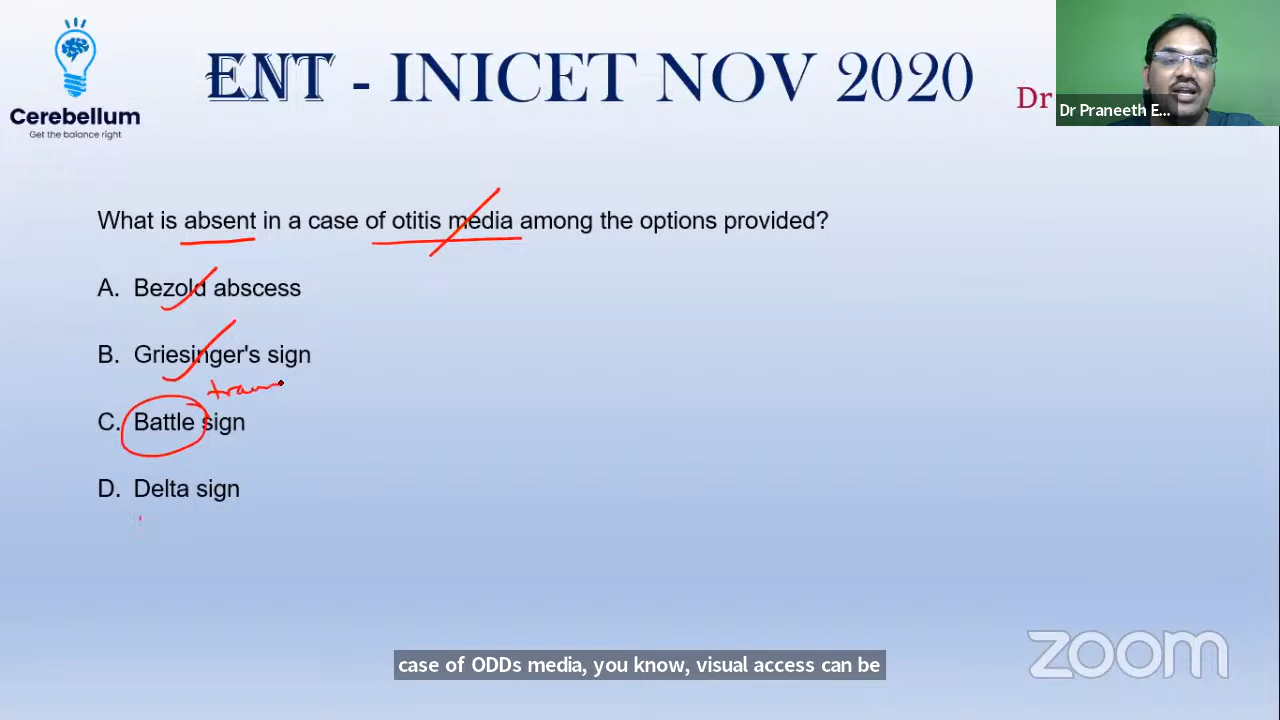 Cerebellum
Get the balance right
ENT - INICET NOV 2020
Dr
Dr Praneeth E...
What is absent in a case of otitis media among the options provided?
A. Bezold abscess
B. Griesinger's sign
traum
C. Battle sign
D. Delta sign
zoom
case of ODDs media, you know, visual access can be